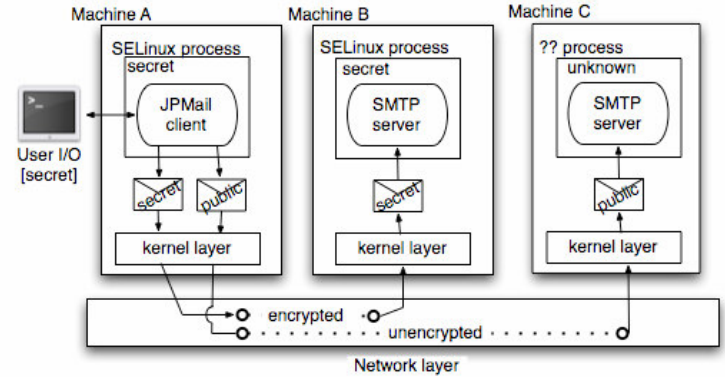 Machine A
SELinux process
secret
JPMail
client
User I/O
[secret]
secret
public
kernel layer
Machine B
SELinux process
secret
SMTP
server
secret
kernel layer
Machine C
?? process
unknown
SMTP
server
public
kernel layer
encrypted
unencrypted
Network layer